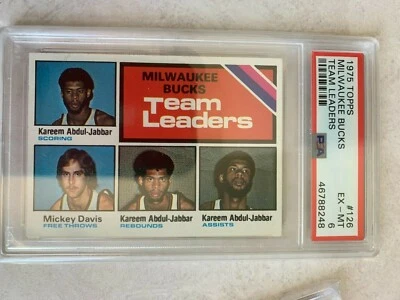 MILWAUKEE
BUCKS
Team
Leaders
Kareem Abdul-Jabbar
SCORING
Mickey Davis
FREE THROWS
Kareem Abdul-Jabbar
REBOUNDS
Kareem Abdul-Jabbar
ASSISTS
1975 TOPPS #126
MILWAUKEE BUCKS EX-MT
TEAM LEADERS 6
PSA 46788248